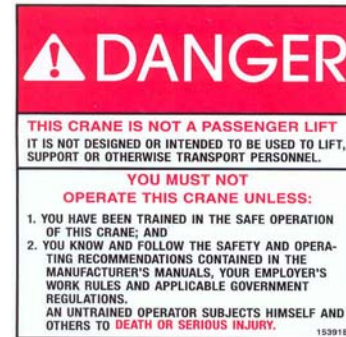 DANGER
THIS CRANE IS NOT A PASSENGER LIFT
IT IS NOT DESIGNED OR INTENDED TO BE USED TO LIFT,
SUPPORT OR OTHERWISE TRANSPORT PERSONNEL.
YOU MUST NOT
OPERATE THIS CRANE UNLESS:
1. YOU HAVE BEEN TRAINED IN THE SAFE OPERATION
OF THIS CRANE; AND
2. YOU KNOW AND FOLLOW THE SAFETY AND OPERA-
TING RECOMMENDATIONS CONTAINED IN THE
MANUFACTURER'S MANUALS, YOUR EMPLOYER'S
WORK RULES AND APPLICABLE GOVERNMENT
REGULATIONS.
AN UNTRAINED OPERATOR SUBJECTS HIMSELF AND
OTHERS TO DEATH OR SERIOUS INJURY.